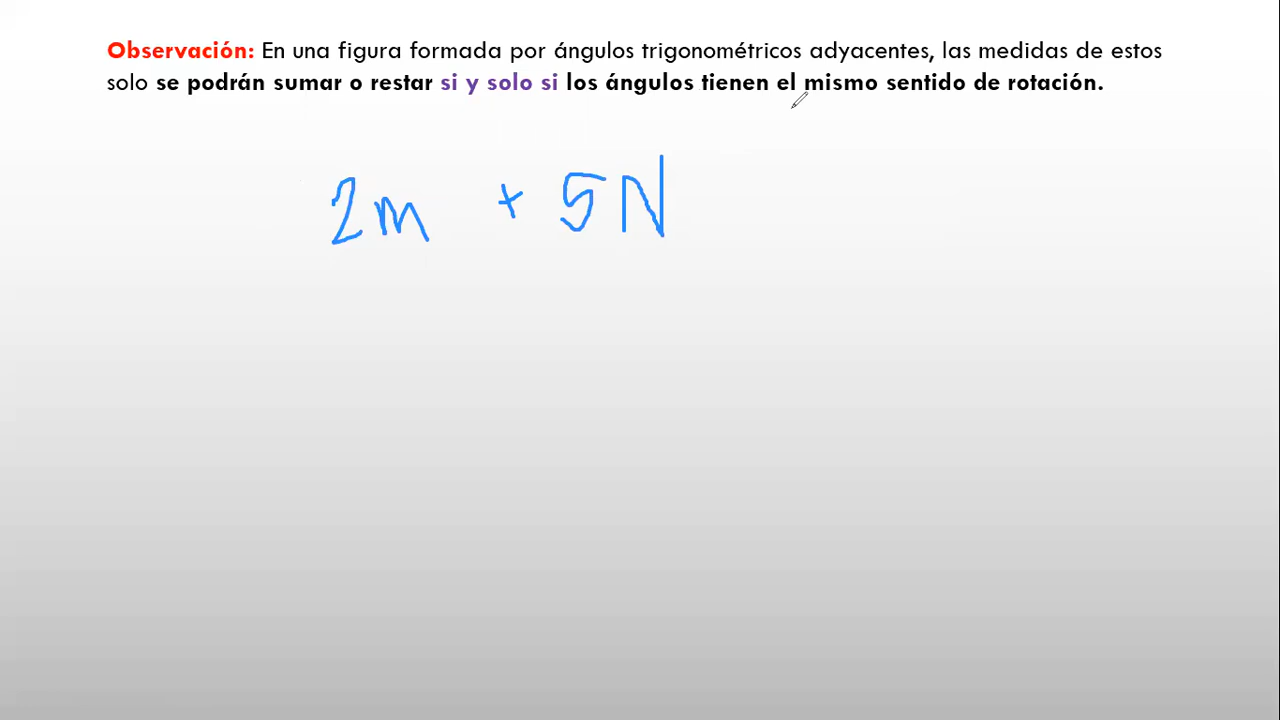 Observación: En una figura formada por ángulos trigonométricos adyacentes, las medidas de estos
solo se podrán sumar o restar si y solo si los ángulos tienen el mismo sentido de rotación.
2m + 5N